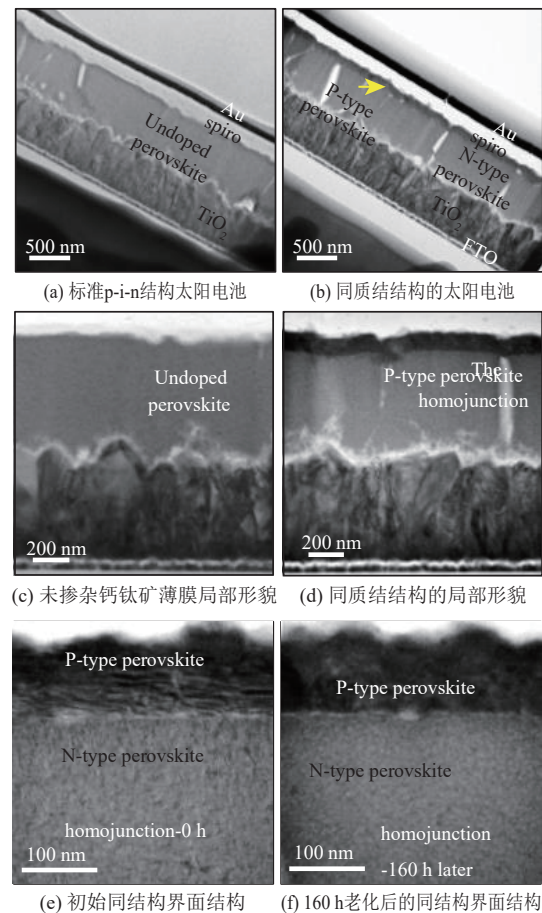 Au
spiro
Undoped
perovskite
TiO₂
500 nm
(a) 标准p-i-n结构太阳电池
P-type
perovskite
Au
spiro
N-type
perovskite
TiO₂
FTO
500 nm
(b) 同质结结构的太阳电池
Undoped
perovskite
200 nm
(c) 未掺杂钙钛矿薄膜局部形貌
The
P-type perovskite
homojunction
200 nm
(d) 同质结结构的局部形貌
P-type perovskite
N-type perovskite
homojunction-0 h
100 nm
(e) 初始同结构界面结构
P-type perovskite
N-type perovskite
homojunction
-160 h later
100 nm
(f) 160 h老化后的同结构界面结构